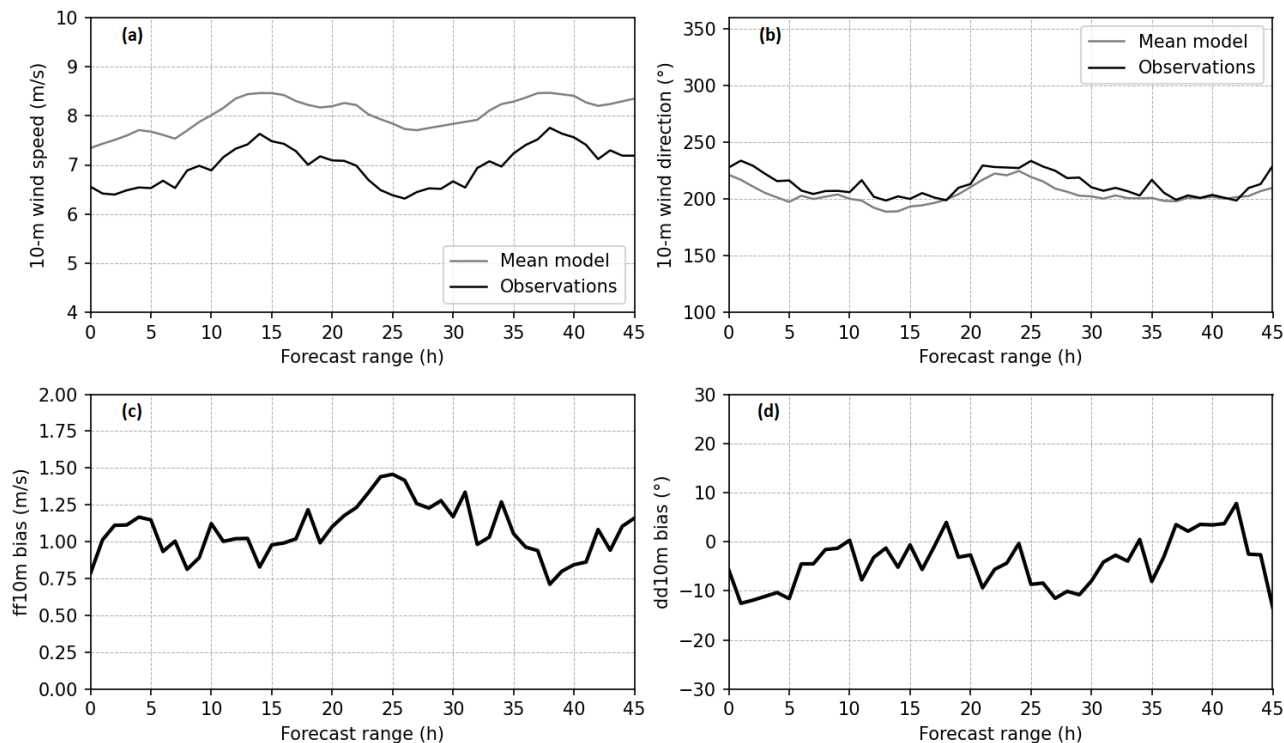 (a)
10-m wind speed (m/s)
10
9
8
7
6
5
4
Mean model
Observations
0 5 10 15 20 25 30 35 40 45
Forecast range (h)
(b)
10-m wind direction (°)
350
300
250
200
150
100
Mean model
Observations
0 5 10 15 20 25 30 35 40 45
Forecast range (h)
(c)
ff10m bias (m/s)
2.00
1.75
1.50
1.25
1.00
0.75
0.50
0.25
0.00
0 5 10 15 20 25 30 35 40 45
Forecast range (h)
(d)
dd10m bias (°)
30
20
10
0
−10
−20
−30
0 5 10 15 20 25 30 35 40 45
Forecast range (h)